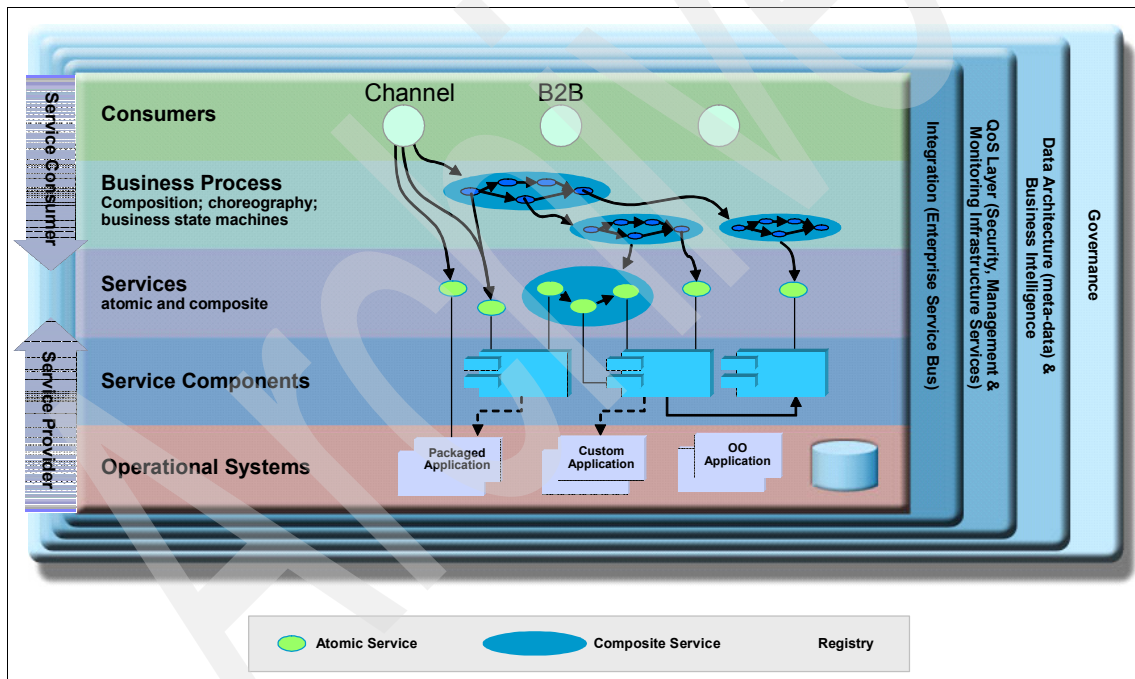 Channel
B2B
Consumers
Business Process
Composition; choreography;
business state machines
Services
atomic and composite
Service Components
Operational Systems
Packaged
Application
Custom
Application
OO
Application
Service Consumer
Service Provider
Integration (Enterprise Service Bus)
QoS Layer (Security, Management &
Monitoring Infrastructure Services)
Data Architecture (meta-data) &
Business Intelligence
Governance
Atomic Service
Composite Service
Registry
Archive